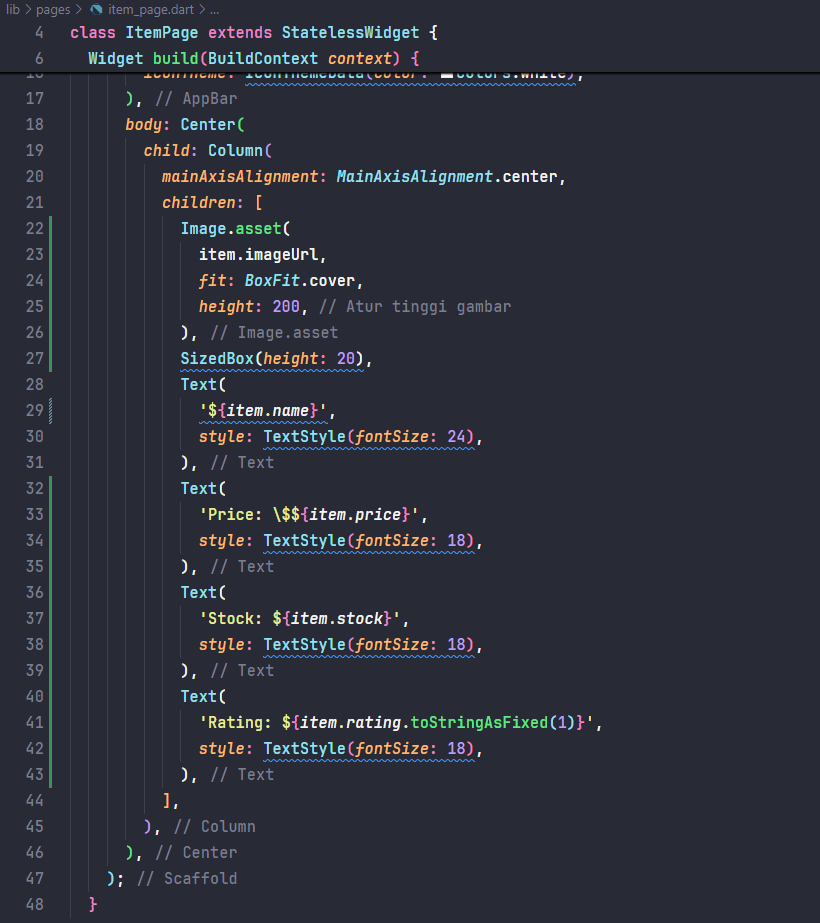 lib > pages > item_page.dart > ...
4 class ItemPage extends StatelessWidget {
6 Widget build(BuildContext context) {
16 iconTheme: IconThemeData(color: Colors.white),
17 ), // AppBar
18 body: Center(
19 child: Column(
20 mainAxisAlignment: MainAxisAlignment.center,
21 children: [
22 Image.asset(
23 item.imageUrl,
24 fit: BoxFit.cover,
25 height: 200, // Atur tinggi gambar
26 ), // Image.asset
27 SizedBox(height: 20),
28 Text(
29 '${item.name}',
30 style: TextStyle(fontSize: 24),
31 ), // Text
32 Text(
33 'Price: \$${item.price}',
34 style: TextStyle(fontSize: 18),
35 ), // Text
36 Text(
37 'Stock: ${item.stock}',
38 style: TextStyle(fontSize: 18),
39 ), // Text
40 Text(
41 'Rating: ${item.rating.toStringAsFixed(1)}',
42 style: TextStyle(fontSize: 18),
43 ), // Text
44 ],
45 ), // Column
46 ), // Center
47 ); // Scaffold
48 }